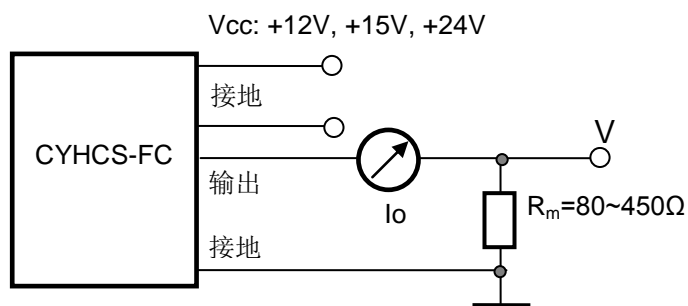 Vcc: +12V, +15V, +24V
接地
CYHCS-FC
V
输出
Io
Rm=80~450Ω
接地